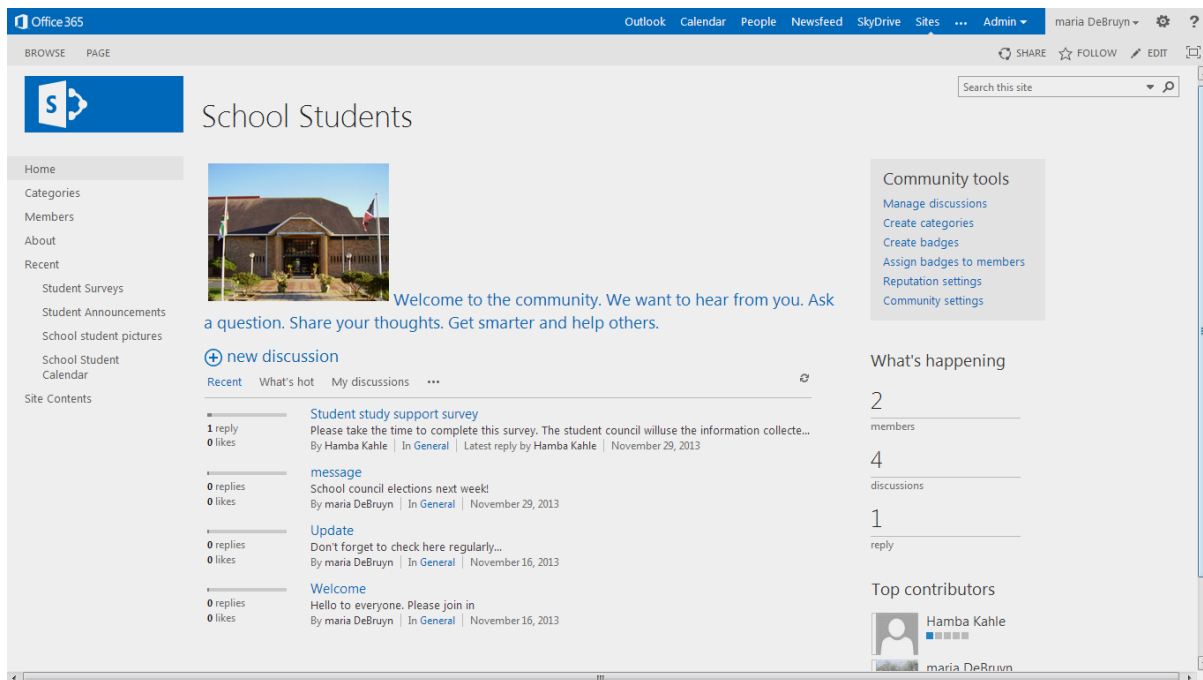 Office 365
Outlook Calendar People Newsfeed SkyDrive Sites ... Admin maria DeBruyn ?
BROWSE PAGE
SHARE FOLLOW EDIT
S
Search this site
School Students
Home
Categories
Members
About
Recent
Student Surveys
Student Announcements
School student pictures
School Student
Calendar
Site Contents
Welcome to the community. We want to hear from you. Ask
a question. Share your thoughts. Get smarter and help others.
new discussion
Recent What's hot My discussions ...
Student study support survey
1 reply
0 likes
Please take the time to complete this survey. The student council willuse the information collecte...
By Hamba Kahle | In General | Latest reply by Hamba Kahle | November 29, 2013
message
0 replies
0 likes
School council elections next week!
By maria DeBruyn | In General | November 29, 2013
Update
0 replies
0 likes
Don't forget to check here regularly...
By maria DeBruyn | In General | November 16, 2013
Welcome
0 replies
0 likes
Hello to everyone. Please join in
By maria DeBruyn | In General | November 16, 2013
Community tools
Manage discussions
Create categories
Create badges
Assign badges to members
Reputation settings
Community settings
What's happening
2
members
4
discussions
1
reply
Top contributors
Hamba Kahle
maria DeBruyn